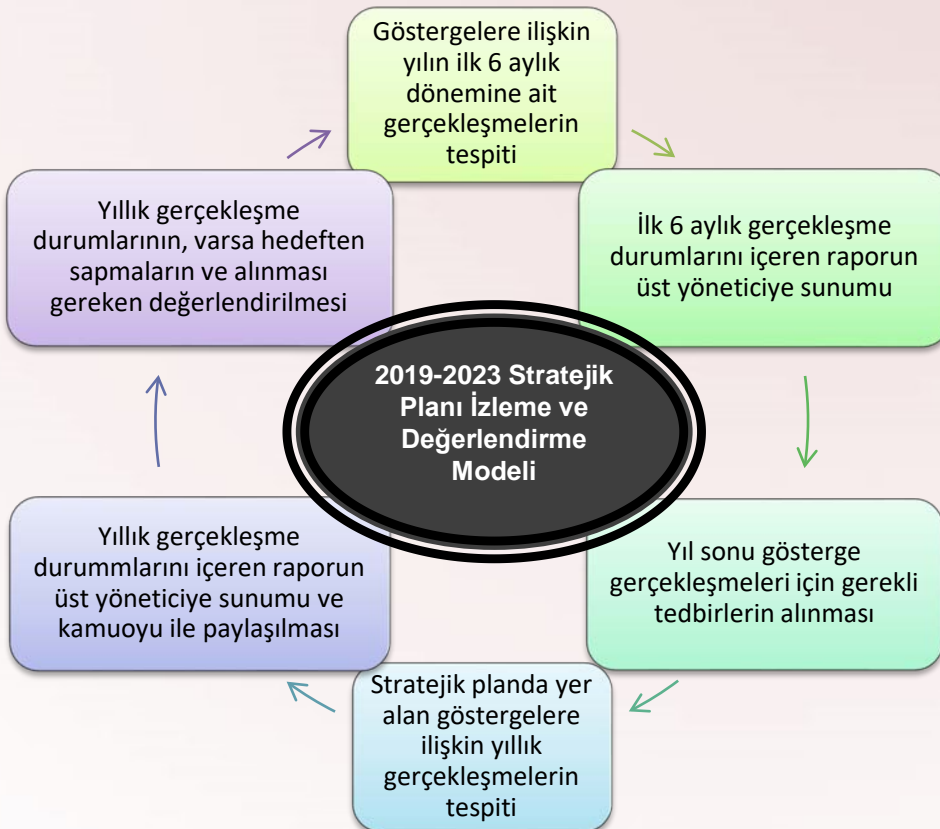 Göstergelere ilişkin
yılın ilk 6 aylık
dönemine ait
gerçekleşmelerin
tespiti
İlk 6 aylık gerçekleşme
durumlarını içeren raporun
üst yöneticiye sunumu
Yıl sonu gösterge
gerçekleşmeleri için gerekli
tedbirlerin alınması
Stratejik planda yer
alan göstergelere
ilişkin yıllık
gerçekleşmelerin
tespiti
Yıllık gerçekleşme
durummlarını içeren raporun
üst yöneticiye sunumu ve
kamuoyu ile paylaşılması
Yıllık gerçekleşme
durumlarının, varsa hedeften
sapmaların ve alınması
gereken değerlendirilmesi
2019-2023 Stratejik
Planı İzleme ve
Değerlendirme
Modeli